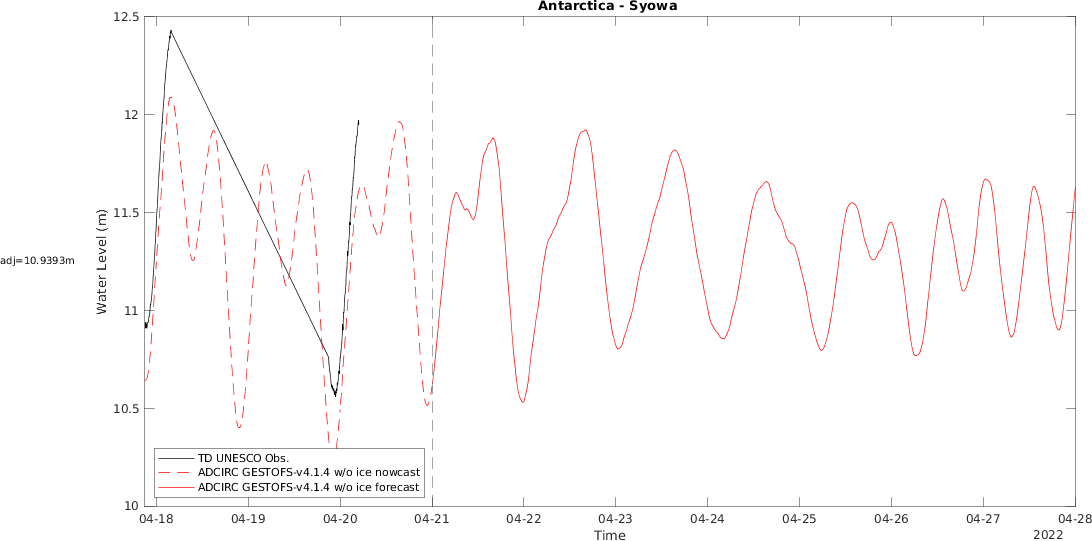 Antarctica - Syowa
12.5
12
11.5
11
10.5
10
Water Level (m)
adj=10.9393m
TD UNESCO Obs.
ADCIRC GESTOFS-v4.1.4 w/o ice nowcast
ADCIRC GESTOFS-v4.1.4 w/o ice forecast
04-18 04-19 04-20 04-21 04-22 04-23 04-24 04-25 04-26 04-27 04-28
Time
2022